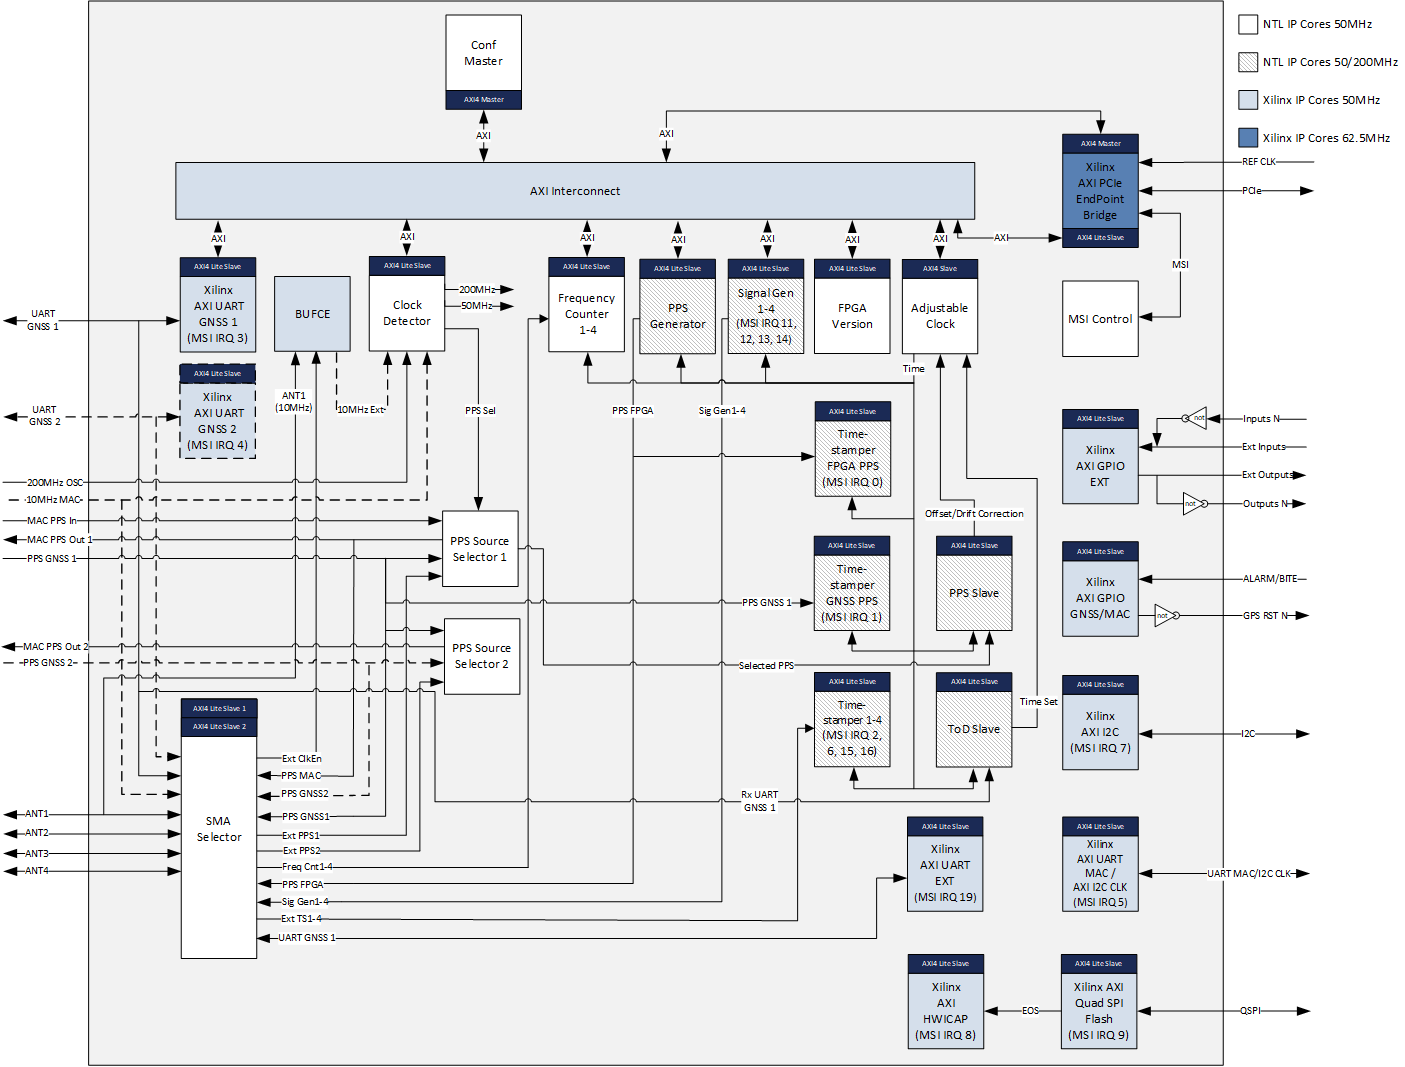 NTL IP Cores 50MHz
NTL IP Cores 50/200MHz
Xilinx IP Cores 50MHz
Xilinx IP Cores 62.5MHz
Conf
Master
AXI4 Master
AXI
AXI
AXI Interconnect
AXI4 Master
Xilinx
AXI PCIe
EndPoint
Bridge
AXI4 Lite Slave
REF CLK
PCIe
MSI
MSI Control
AXI
AXI
AXI
AXI
AXI
AXI
AXI
AXI
AXI4 Lite Slave
Xilinx
AXI UART
GNSS 1
(MSI IRQ 3)
BUFCE
AXI4 Lite Slave
Clock
Detector
200MHz
50MHz
AXI4 Lite Slave
Frequency
Counter
1-4
AXI4 Lite Slave
PPS
Generator
AXI4 Lite Slave
Signal Gen
1-4
(MSI IRQ 11,
12, 13, 14)
AXI4 Lite Slave
FPGA
Version
AXI4 Slave
Adjustable
Clock
Time
UART
GNSS 1
AXI4 Lite Slave
Xilinx
AXI UART
GNSS 2
(MSI IRQ 4)
UART
GNSS 2
ANT1
(10MHz)
10MHz Ext
PPS Sel
PPS FPGA
Sig Gen1-4
AXI4 Lite Slave
Time-
stamper
FPGA PPS
(MSI IRQ 0)
AXI4 Lite Slave
Xilinx
AXI GPIO
EXT
not
Inputs N
Ext Inputs
Ext Outputs
not
Outputs N
200MHz OSC
10MHz MAC
MAC PPS In
MAC PPS Out 1
PPS GNSS 1
PPS Source
Selector 1
Offset/Drift Correction
AXI4 Lite Slave
Time-
stamper
GNSS PPS
(MSI IRQ 1)
PPS GNSS 1
AXI4 Lite Slave
PPS Slave
AXI4 Lite Slave
Xilinx
AXI GPIO
GNSS/MAC
ALARM/BITE
not
GPS RST N
MAC PPS Out 2
PPS GNSS 2
PPS Source
Selector 2
Selected PPS
AXI4 Lite Slave
Time-
stamper 1-4
(MSI IRQ 2,
6, 15, 16)
AXI4 Lite Slave
ToD Slave
Time Set
AXI4 Lite Slave
Xilinx
AXI I2C
(MSI IRQ 7)
I2C
AXI4 Lite Slave 1
AXI4 Lite Slave 2
SMA
Selector
ANT1
ANT2
ANT3
ANT4
Ext ClkEn
PPS MAC
PPS GNSS2
PPS GNSS1
Ext PPS1
Ext PPS2
Freq Cnt1-4
PPS FPGA
Sig Gen1-4
Ext TS1-4
UART GNSS 1
Rx UART
GNSS 1
AXI4 Lite Slave
Xilinx
AXI UART
EXT
(MSI IRQ 19)
AXI4 Lite Slave
Xilinx
AXI UART
MAC /
AXI I2C CLK
(MSI IRQ 5)
UART MAC/I2C CLK
AXI4 Lite Slave
Xilinx
AXI
HWICAP
(MSI IRQ 8)
EOS
AXI4 Lite Slave
Xilinx AXI
Quad SPI
Flash
(MSI IRQ 9)
QSPI